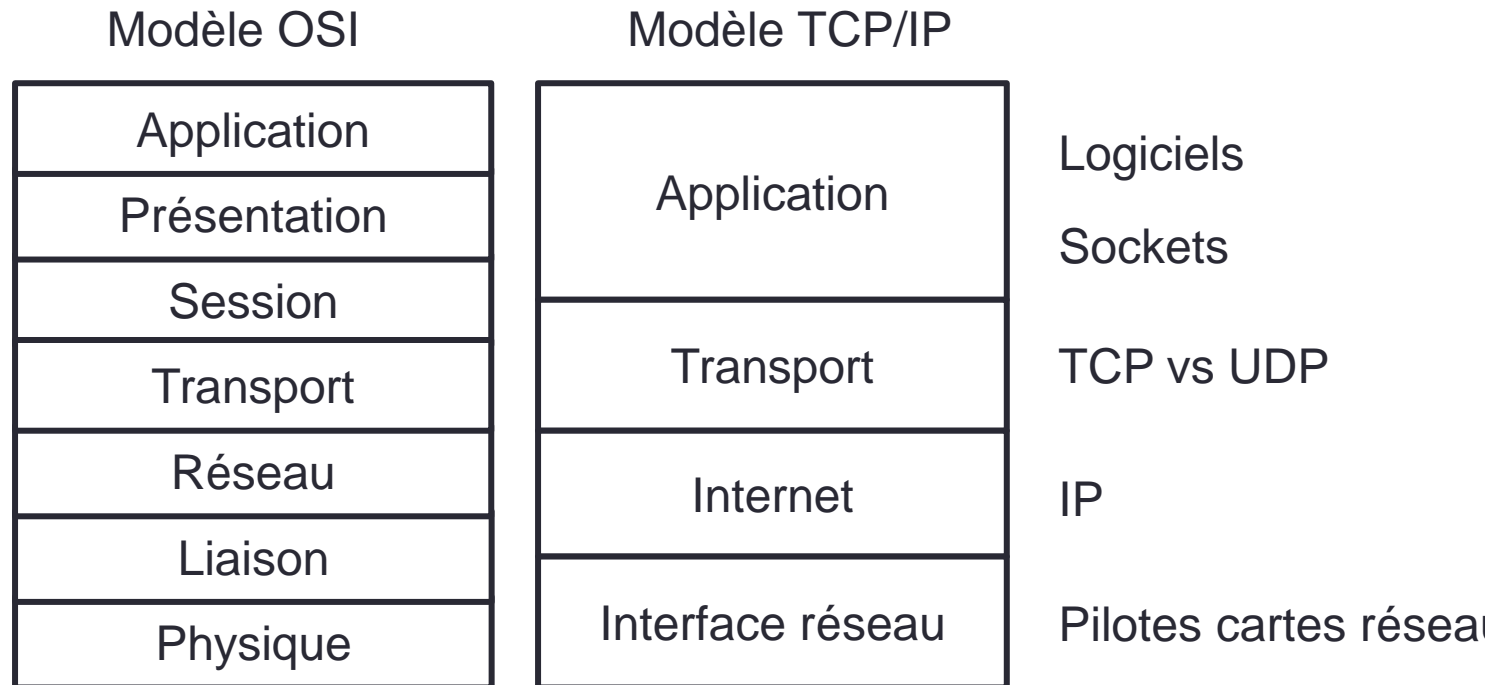 Modèle OSI
Modèle TCP/IP
Application
Présentation
Session
Transport
Réseau
Liaison
Physique
Application
Transport
Internet
Interface réseau
Logiciels
Sockets
TCP vs UDP
IP
Pilotes cartes réseau